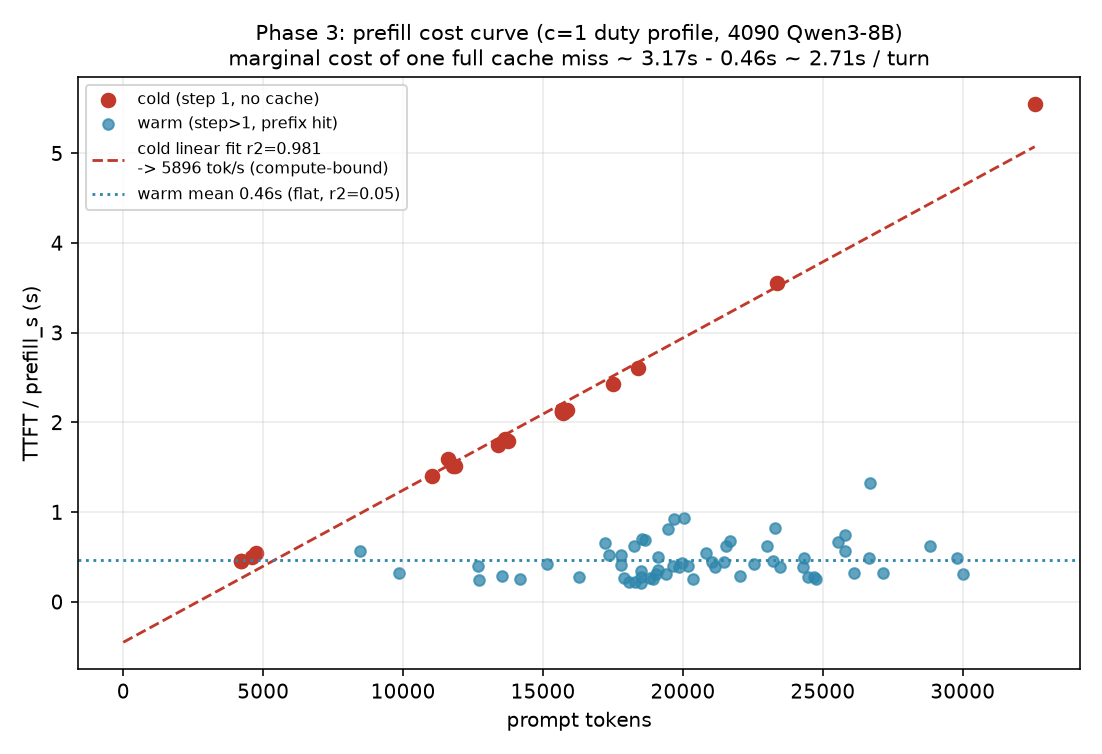 Phase 3: prefill cost curve (c=1 duty profile, 4090 Qwen3-8B)
marginal cost of one full cache miss ~ 3.17s - 0.46s ~ 2.71s / turn
cold (step 1, no cache)
warm (step>1, prefix hit)
cold linear fit r2=0.981
-> 5896 tok/s (compute-bound)
warm mean 0.46s (flat, r2=0.05)
TTFT / prefill_s (s)
5
4
3
2
1
0
0
5000
10000
15000
20000
25000
30000
prompt tokens